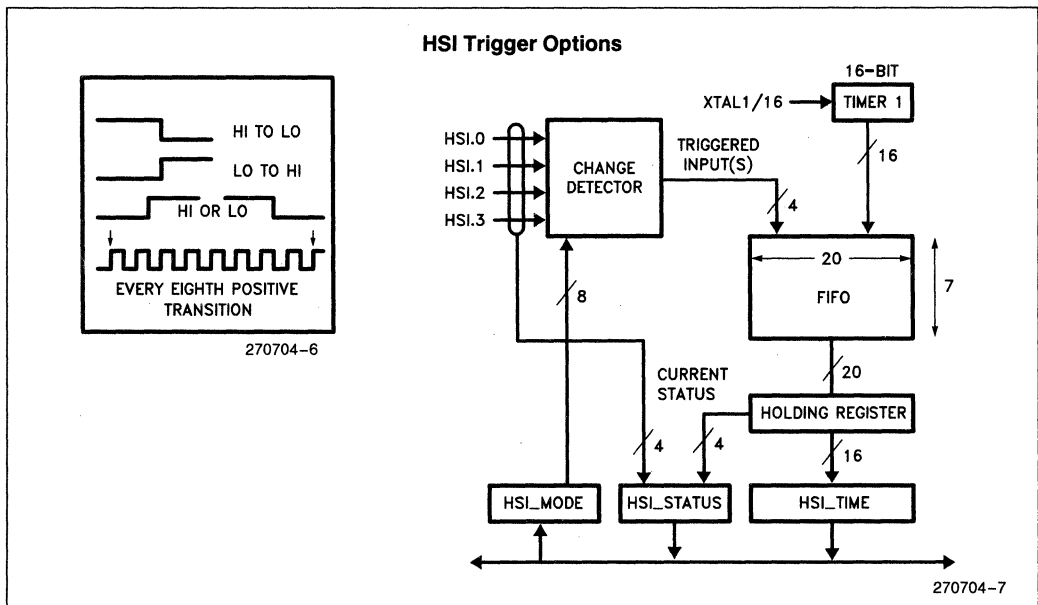 HSI Trigger Options
HI TO LO
LO TO HI
HI OR LO
EVERY EIGHTH POSITIVE
TRANSITION
270704-6
16-BIT
XTAL1/16
TIMER 1
16
HSI.0
HSI.1
HSI.2
HSI.3
CHANGE
DETECTOR
TRIGGERED
INPUT(S)
4
20
FIFO
7
8
20
CURRENT
STATUS
HOLDING REGISTER
4
4
16
HSI_MODE
HSI_STATUS
HSI_TIME
270704-7